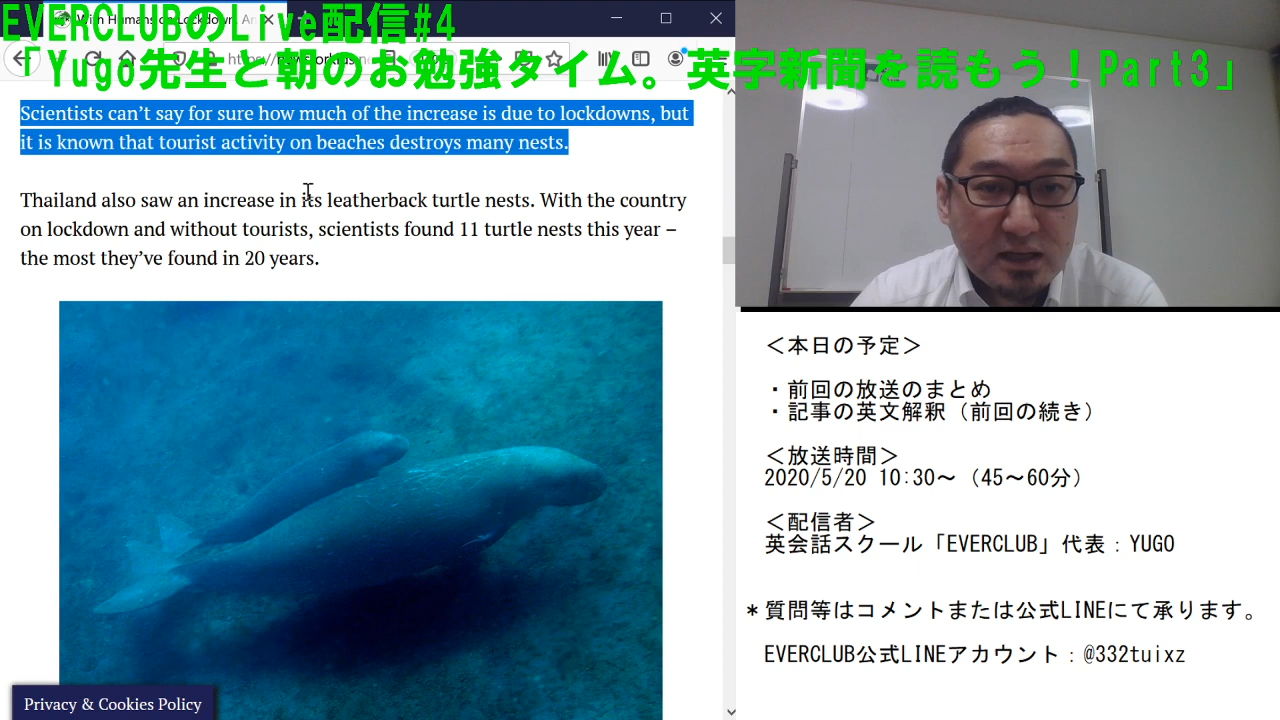 EVERCLUBのLive配信#4
「Yugo先生と朝のお勉強タイム。英字新聞を読もう！Part3」
Scientists can’t say for sure how much of the increase is due to lockdowns, but
it is known that tourist activity on beaches destroys many nests.
Thailand also saw an increase in its leatherback turtle nests. With the country
on lockdown and without tourists, scientists found 11 turtle nests this year –
the most they’ve found in 20 years.
Privacy & Cookies Policy
＜本日の予定＞
・前回の放送のまとめ
・記事の英文解釈（前回の続き）
＜放送時間＞
2020/5/20 10:30～（45～60分）
＜配信者＞
英会話スクール「EVERCLUB」代表：YUGO
＊質問等はコメントまたは公式LINEにて承ります。
EVERCLUB公式LINEアカウント：@332tuixz